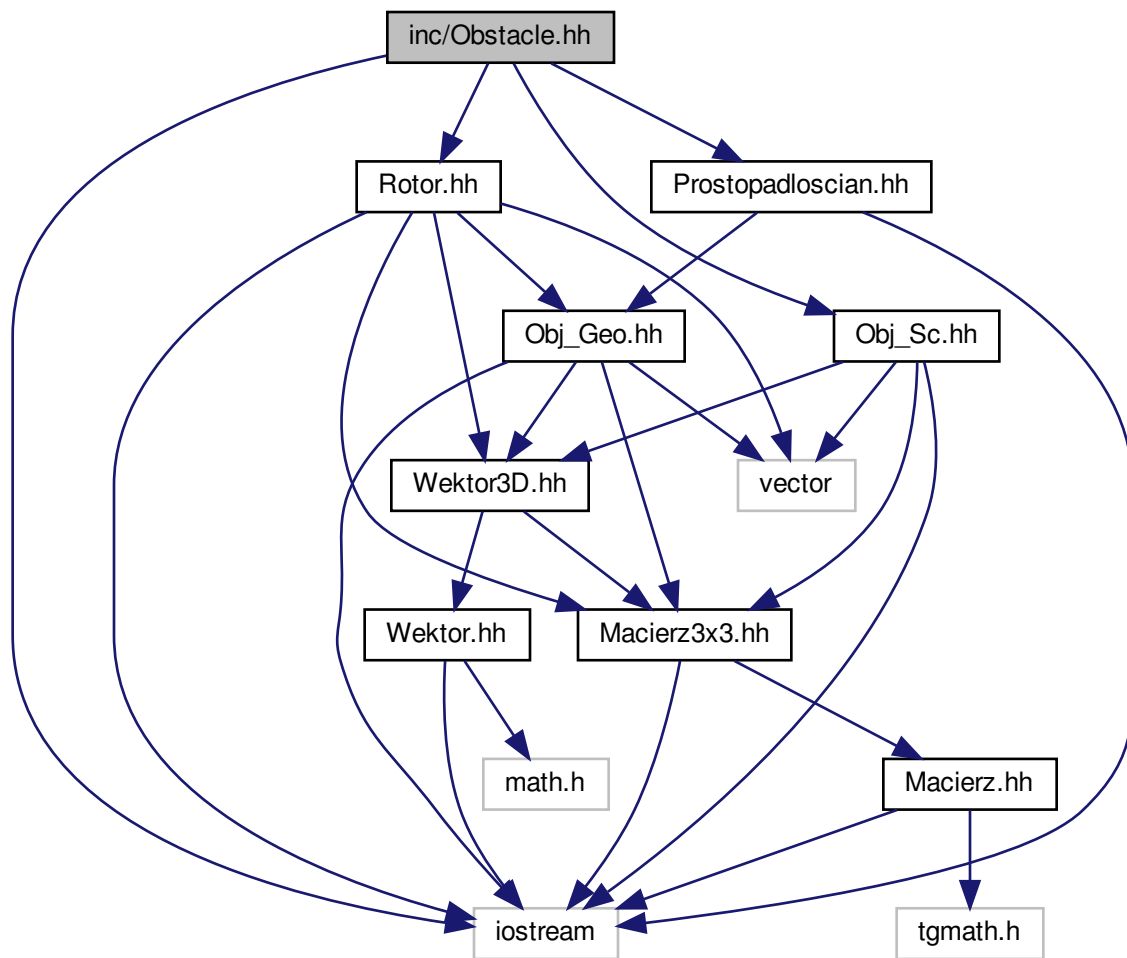 inc/Obstacle.hh
Rotor.hh
Prostopadloscian.hh
Obj_Geo.hh
Obj_Sc.hh
Wektor3D.hh
vector
Wektor.hh
Macierz3x3.hh
math.h
Macierz.hh
iostream
tgmath.h